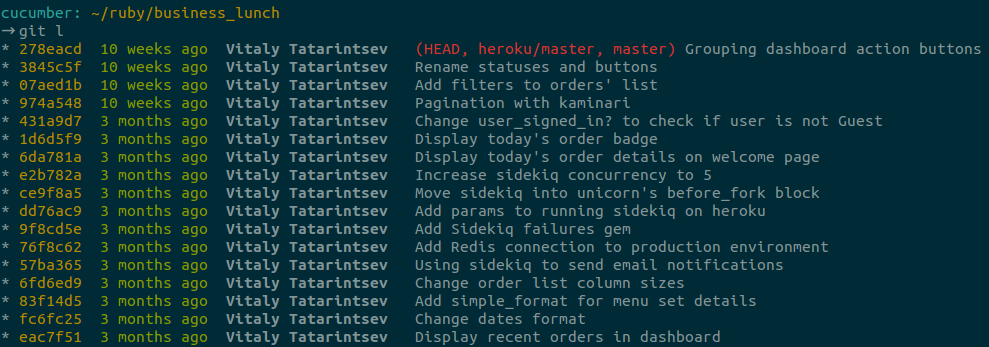 cucumber: ~/ruby/business_lunch
→git l
* 278eacd 10 weeks ago Vitaly Tatarintsev (HEAD, heroku/master, master) Grouping dashboard action buttons
* 3845c5f 10 weeks ago Vitaly Tatarintsev Rename statuses and buttons
* 07aed1b 10 weeks ago Vitaly Tatarintsev Add filters to orders' list
* 974a548 10 weeks ago Vitaly Tatarintsev Pagination with kaminari
* 431a9d7 3 months ago Vitaly Tatarintsev Change user_signed_in? to check if user is not Guest
* 1d6d5f9 3 months ago Vitaly Tatarintsev Display today's order badge
* 6da781a 3 months ago Vitaly Tatarintsev Display today's order details on welcome page
* e2b782a 3 months ago Vitaly Tatarintsev Increase sidekiq concurrency to 5
* ce9f8a5 3 months ago Vitaly Tatarintsev Move sidekiq into unicorn's before_fork block
* dd76ac9 3 months ago Vitaly Tatarintsev Add params to running sidekiq on heroku
* 9f8cd5e 3 months ago Vitaly Tatarintsev Add Sidekiq failures gem
* 76f8c62 3 months ago Vitaly Tatarintsev Add Redis connection to production environment
* 57ba365 3 months ago Vitaly Tatarintsev Using sidekiq to send email notifications
* 6fd6ed9 3 months ago Vitaly Tatarintsev Change order list column sizes
* 83f14d5 3 months ago Vitaly Tatarintsev Add simple_format for menu set details
* fc6fc25 3 months ago Vitaly Tatarintsev Change dates format
* eac7f51 3 months ago Vitaly Tatarintsev Display recent orders in dashboard